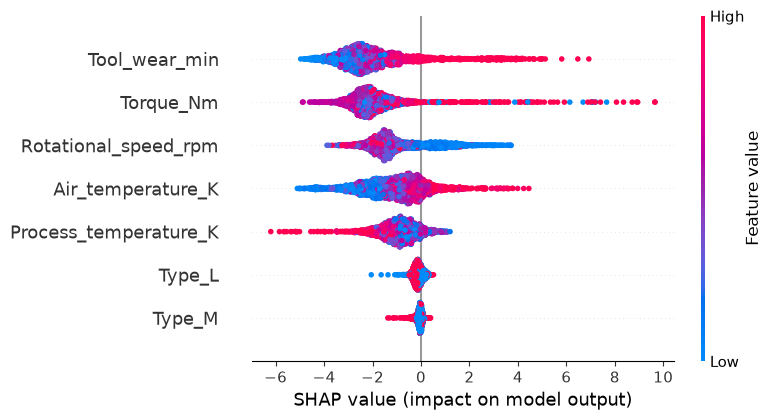 High
Tool_wear_min
Torque_Nm
Rotational_speed_rpm
Air_temperature_K
Process_temperature_K
Type_L
Type_M
Feature value
Low
−6 −4 −2 0 2 4 6 8 10
SHAP value (impact on model output)